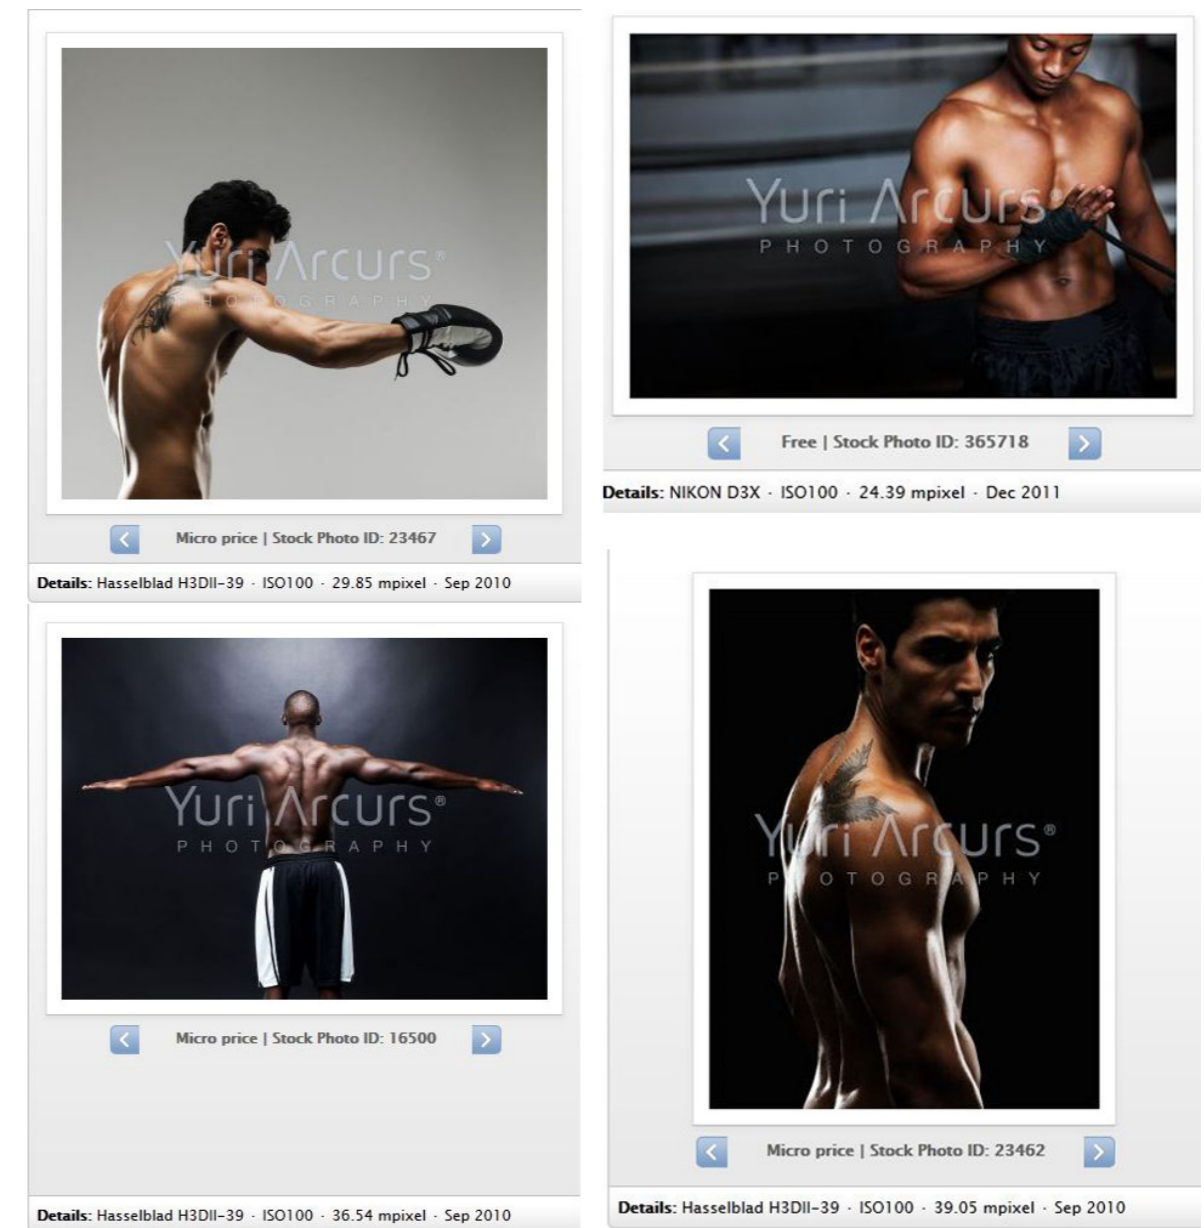 Yuri Arcurs®
PHOTOGRAPHY
Micro price | Stock Photo ID: 23467
Details: Hasselblad H3DII-39 · ISO100 · 29.85 mpixel · Sep 2010
Yuri Arcurs®
PHOTOGRAPHY
Free | Stock Photo ID: 365718
Details: NIKON D3X · ISO100 · 24.39 mpixel · Dec 2011
Yuri Arcurs®
PHOTOGRAPHY
Micro price | Stock Photo ID: 16500
Details: Hasselblad H3DII-39 · ISO100 · 36.54 mpixel · Sep 2010
Yuri Arcurs®
PHOTOGRAPHY
Micro price | Stock Photo ID: 23462
Details: Hasselblad H3DII-39 · ISO100 · 39.05 mpixel · Sep 2010